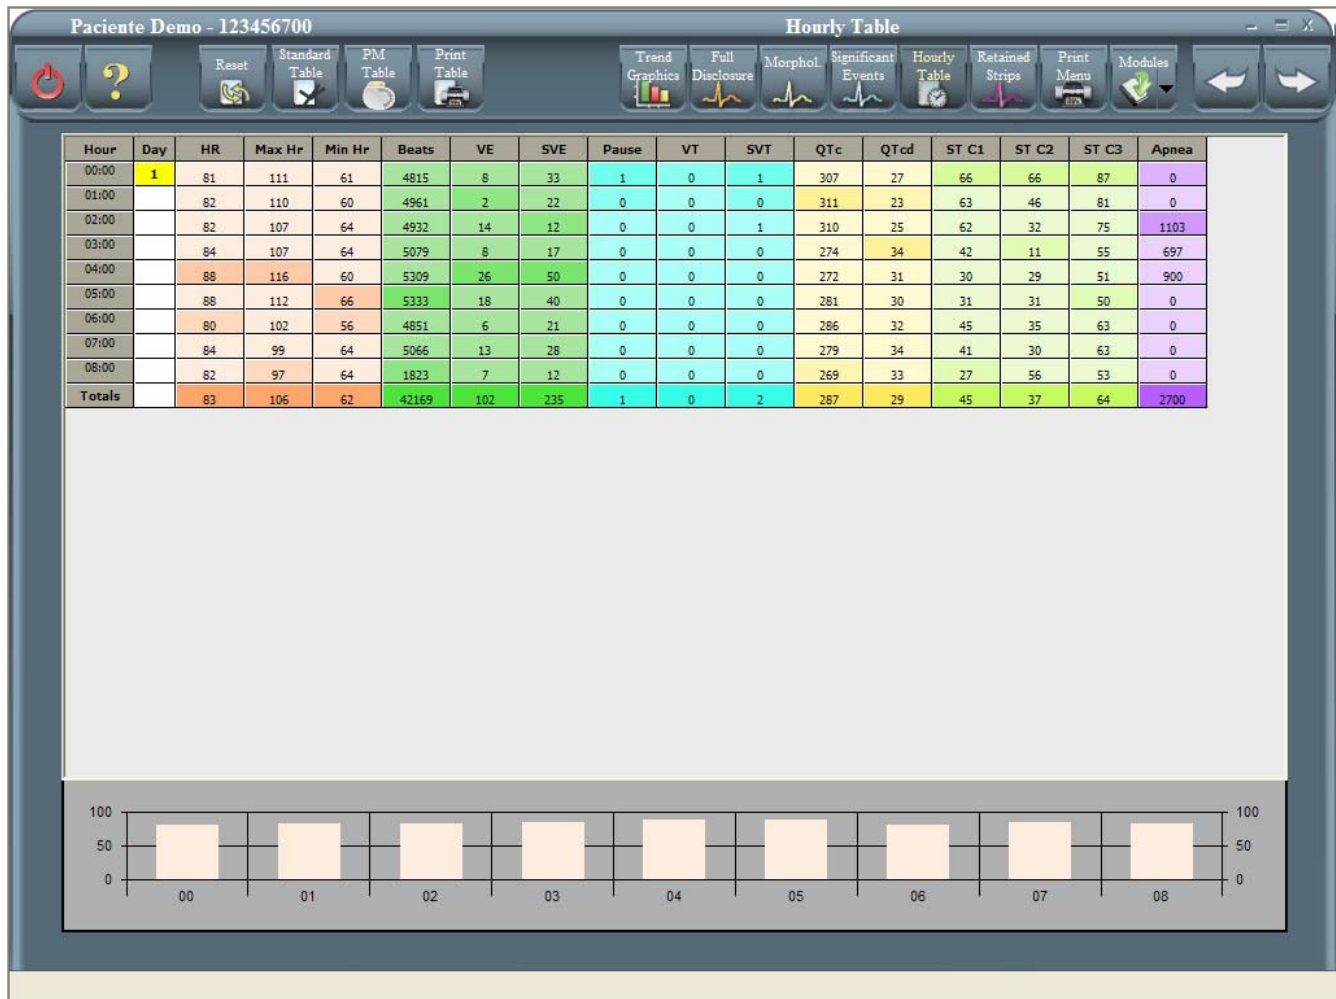 Paciente Demo - 123456700 Hourly Table
Reset Standard Table PM Table Print Table Trend Graphics Full Disclosure Morphol. Significant Events Hourly Table Retained Strips Print Menu Modules
Hour Day HR Max Hr Min Hr Beats VE SVE Pause VT SVT QTc QTcd ST C1 ST C2 ST C3 Apnea
00:00 1 81 111 61 4815 8 33 1 0 1 307 27 66 66 87 0
01:00 82 110 60 4961 2 22 0 0 0 311 23 63 46 81 0
02:00 82 107 64 4932 14 12 0 0 1 310 25 62 32 75 1103
03:00 84 107 64 5079 8 17 0 0 0 274 34 42 11 55 697
04:00 88 116 60 5309 26 50 0 0 0 272 31 30 29 51 900
05:00 88 112 66 5333 18 40 0 0 0 281 30 31 31 50 0
06:00 80 102 56 4851 6 21 0 0 0 286 32 45 35 63 0
07:00 84 99 64 5066 13 28 0 0 0 279 34 41 30 63 0
08:00 82 97 64 1823 7 12 0 0 0 269 33 27 56 53 0
Totals 83 106 62 42169 102 235 1 0 2 287 29 45 37 64 2700
100 100
50 50
0 0
00 01 02 03 04 05 06 07 08